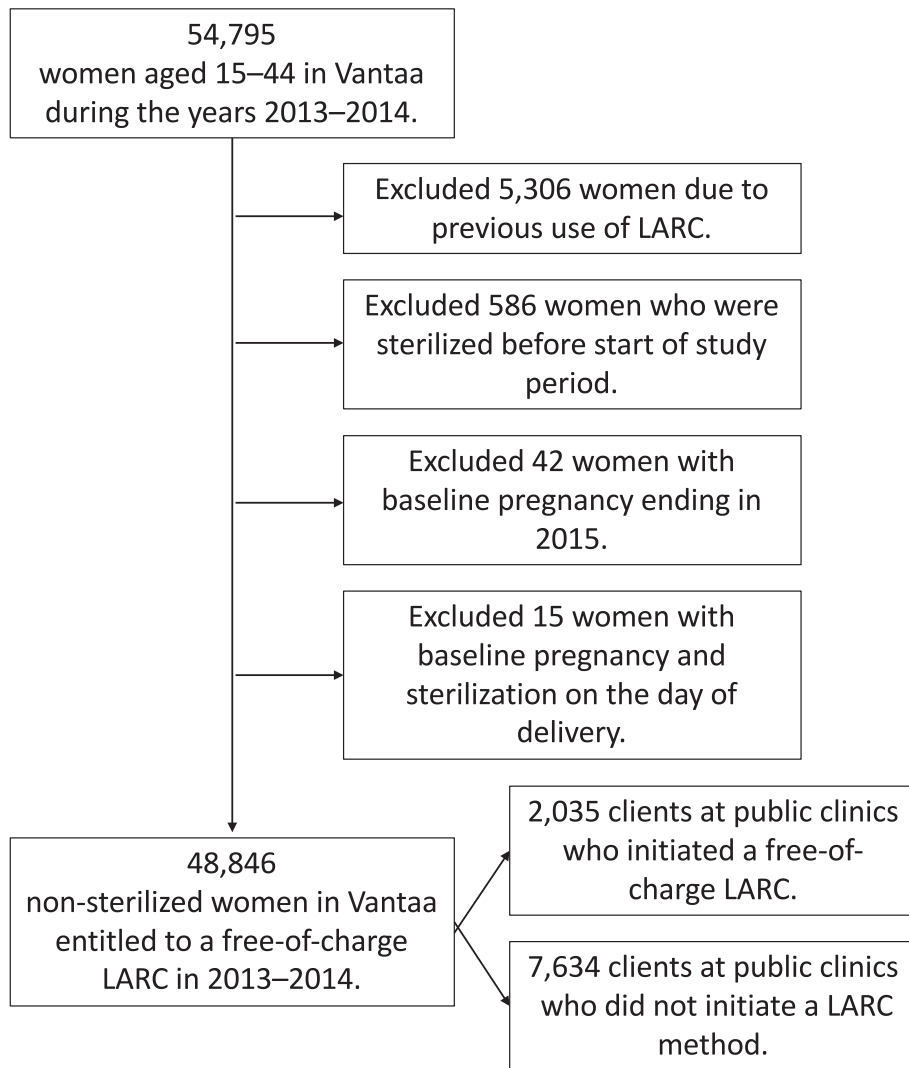 54,795
women aged 15–44 in Vantaa
during the years 2013–2014.
Excluded 5,306 women due to
previous use of LARC.
Excluded 586 women who were
sterilized before start of study
period.
Excluded 42 women with
baseline pregnancy ending in
2015.
Excluded 15 women with
baseline pregnancy and
sterilization on the day of
delivery.
48,846
non-sterilized women in Vantaa
entitled to a free-of-charge
LARC in 2013–2014.
2,035 clients at public clinics
who initiated a free-of-
charge LARC.
7,634 clients at public clinics
who did not initiate a LARC
method.